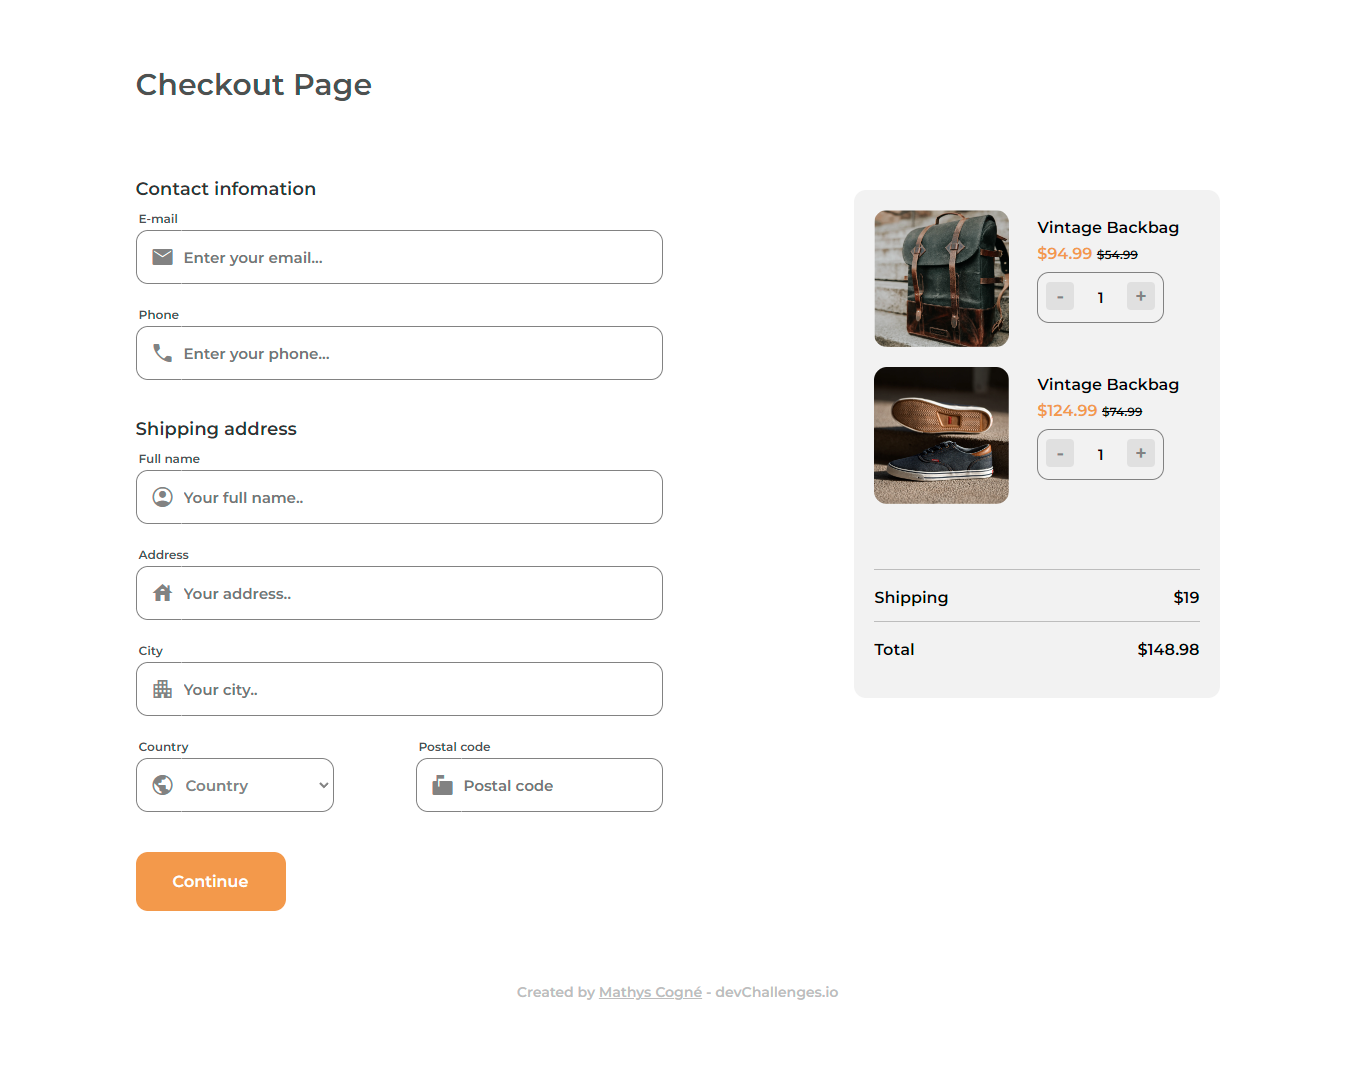 Checkout Page
Contact infomation
E-mail
Enter your email...
Phone
Enter your phone...
Shipping address
Full name
Your full name..
Address
Your address..
City
Your city..
Country
Postal code
Country
Postal code
Continue
Vintage Backbag
$94.99 $54.99
- 1 +
Vintage Backbag
$124.99 $74.99
- 1 +
Shipping $19
Total $148.98
Created by Mathys Cogné - devChallenges.io